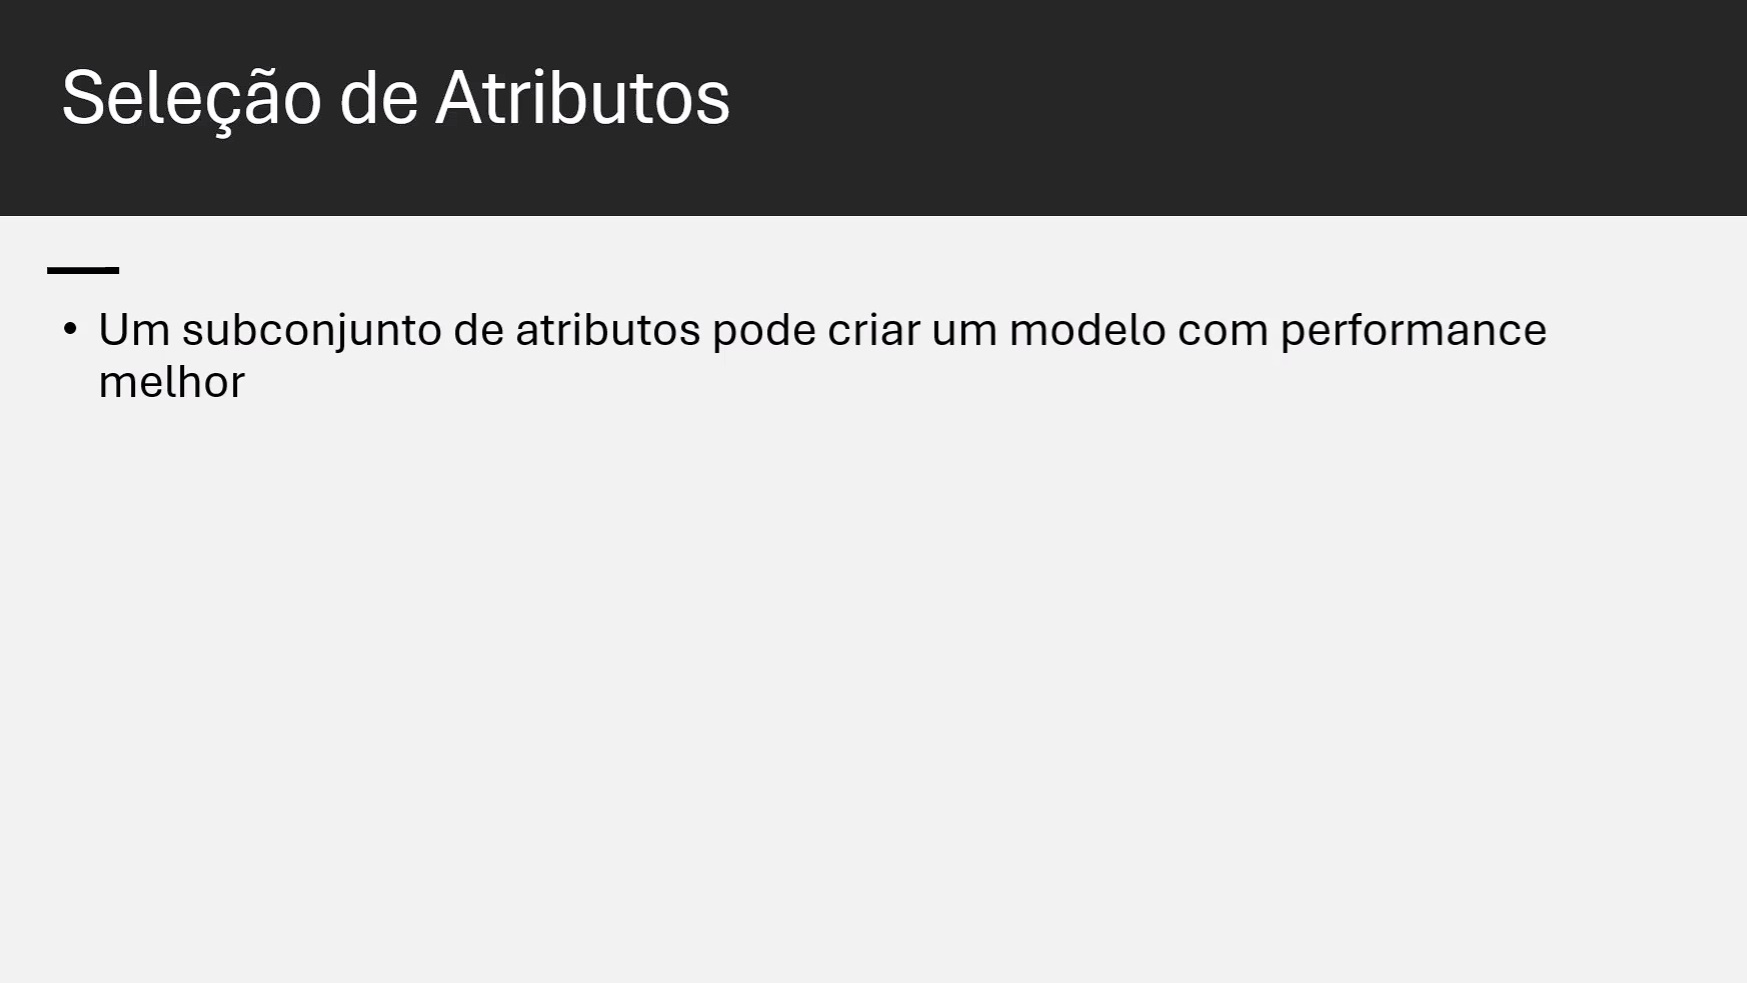 Seleção de Atributos
• Um subconjunto de atributos pode criar um modelo com performance
melhor